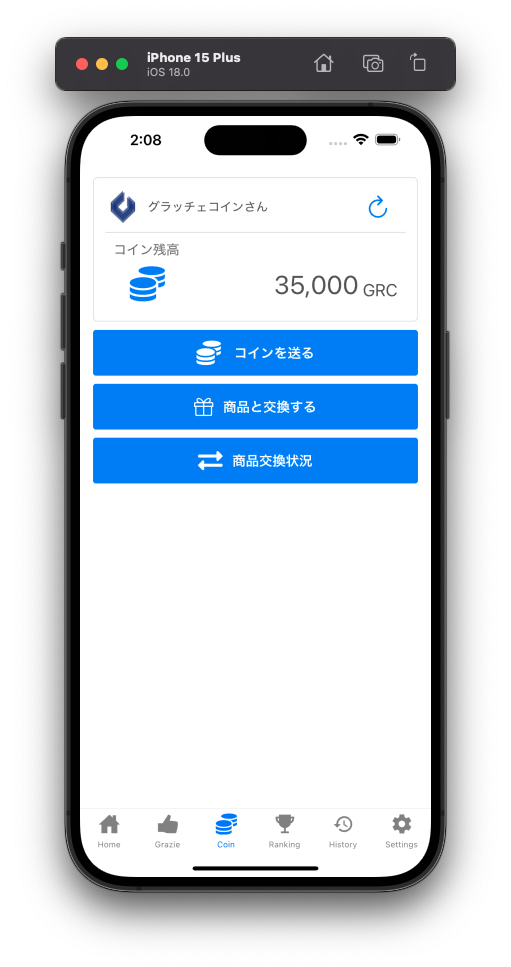 iPhone 15 Plus
iOS 18.0
2:08
グラッチェコインさん
コイン残高
35,000 GRC
コインを送る
商品と交換する
商品交換状況
Home Grazie Coin Ranking History Settings